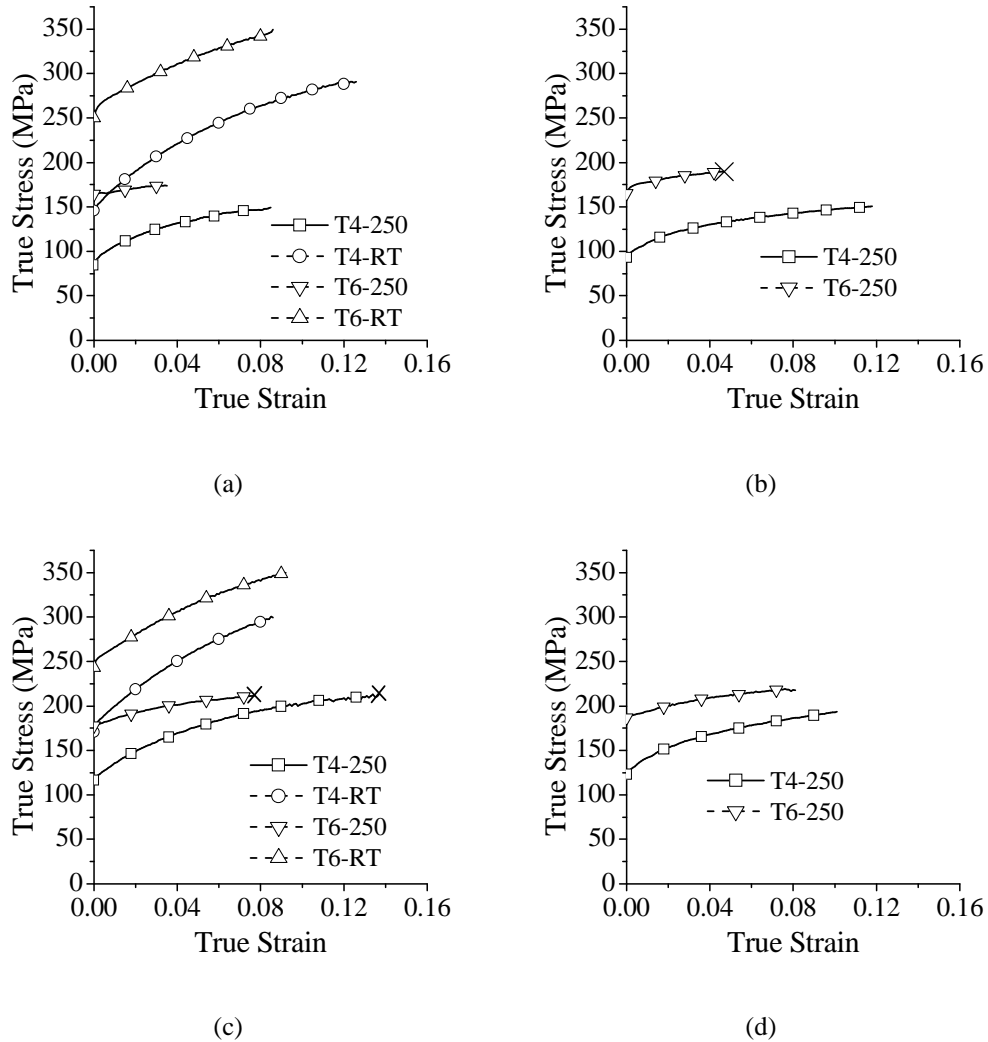 350
300
250
200
150
100
50
0
True Stress (MPa)
0.00 0.04 0.08 0.12 0.16
True Strain
T4-250
T4-RT
T6-250
T6-RT
(a)
350
300
250
200
150
100
50
0
True Stress (MPa)
0.00 0.04 0.08 0.12 0.16
True Strain
T4-250
T6-250
(b)
350
300
250
200
150
100
50
0
True Stress (MPa)
0.00 0.04 0.08 0.12 0.16
True Strain
T4-250
T4-RT
T6-250
T6-RT
(c)
350
300
250
200
150
100
50
0
True Stress (MPa)
0.00 0.04 0.08 0.12 0.16
True Strain
T4-250
T6-250
(d)